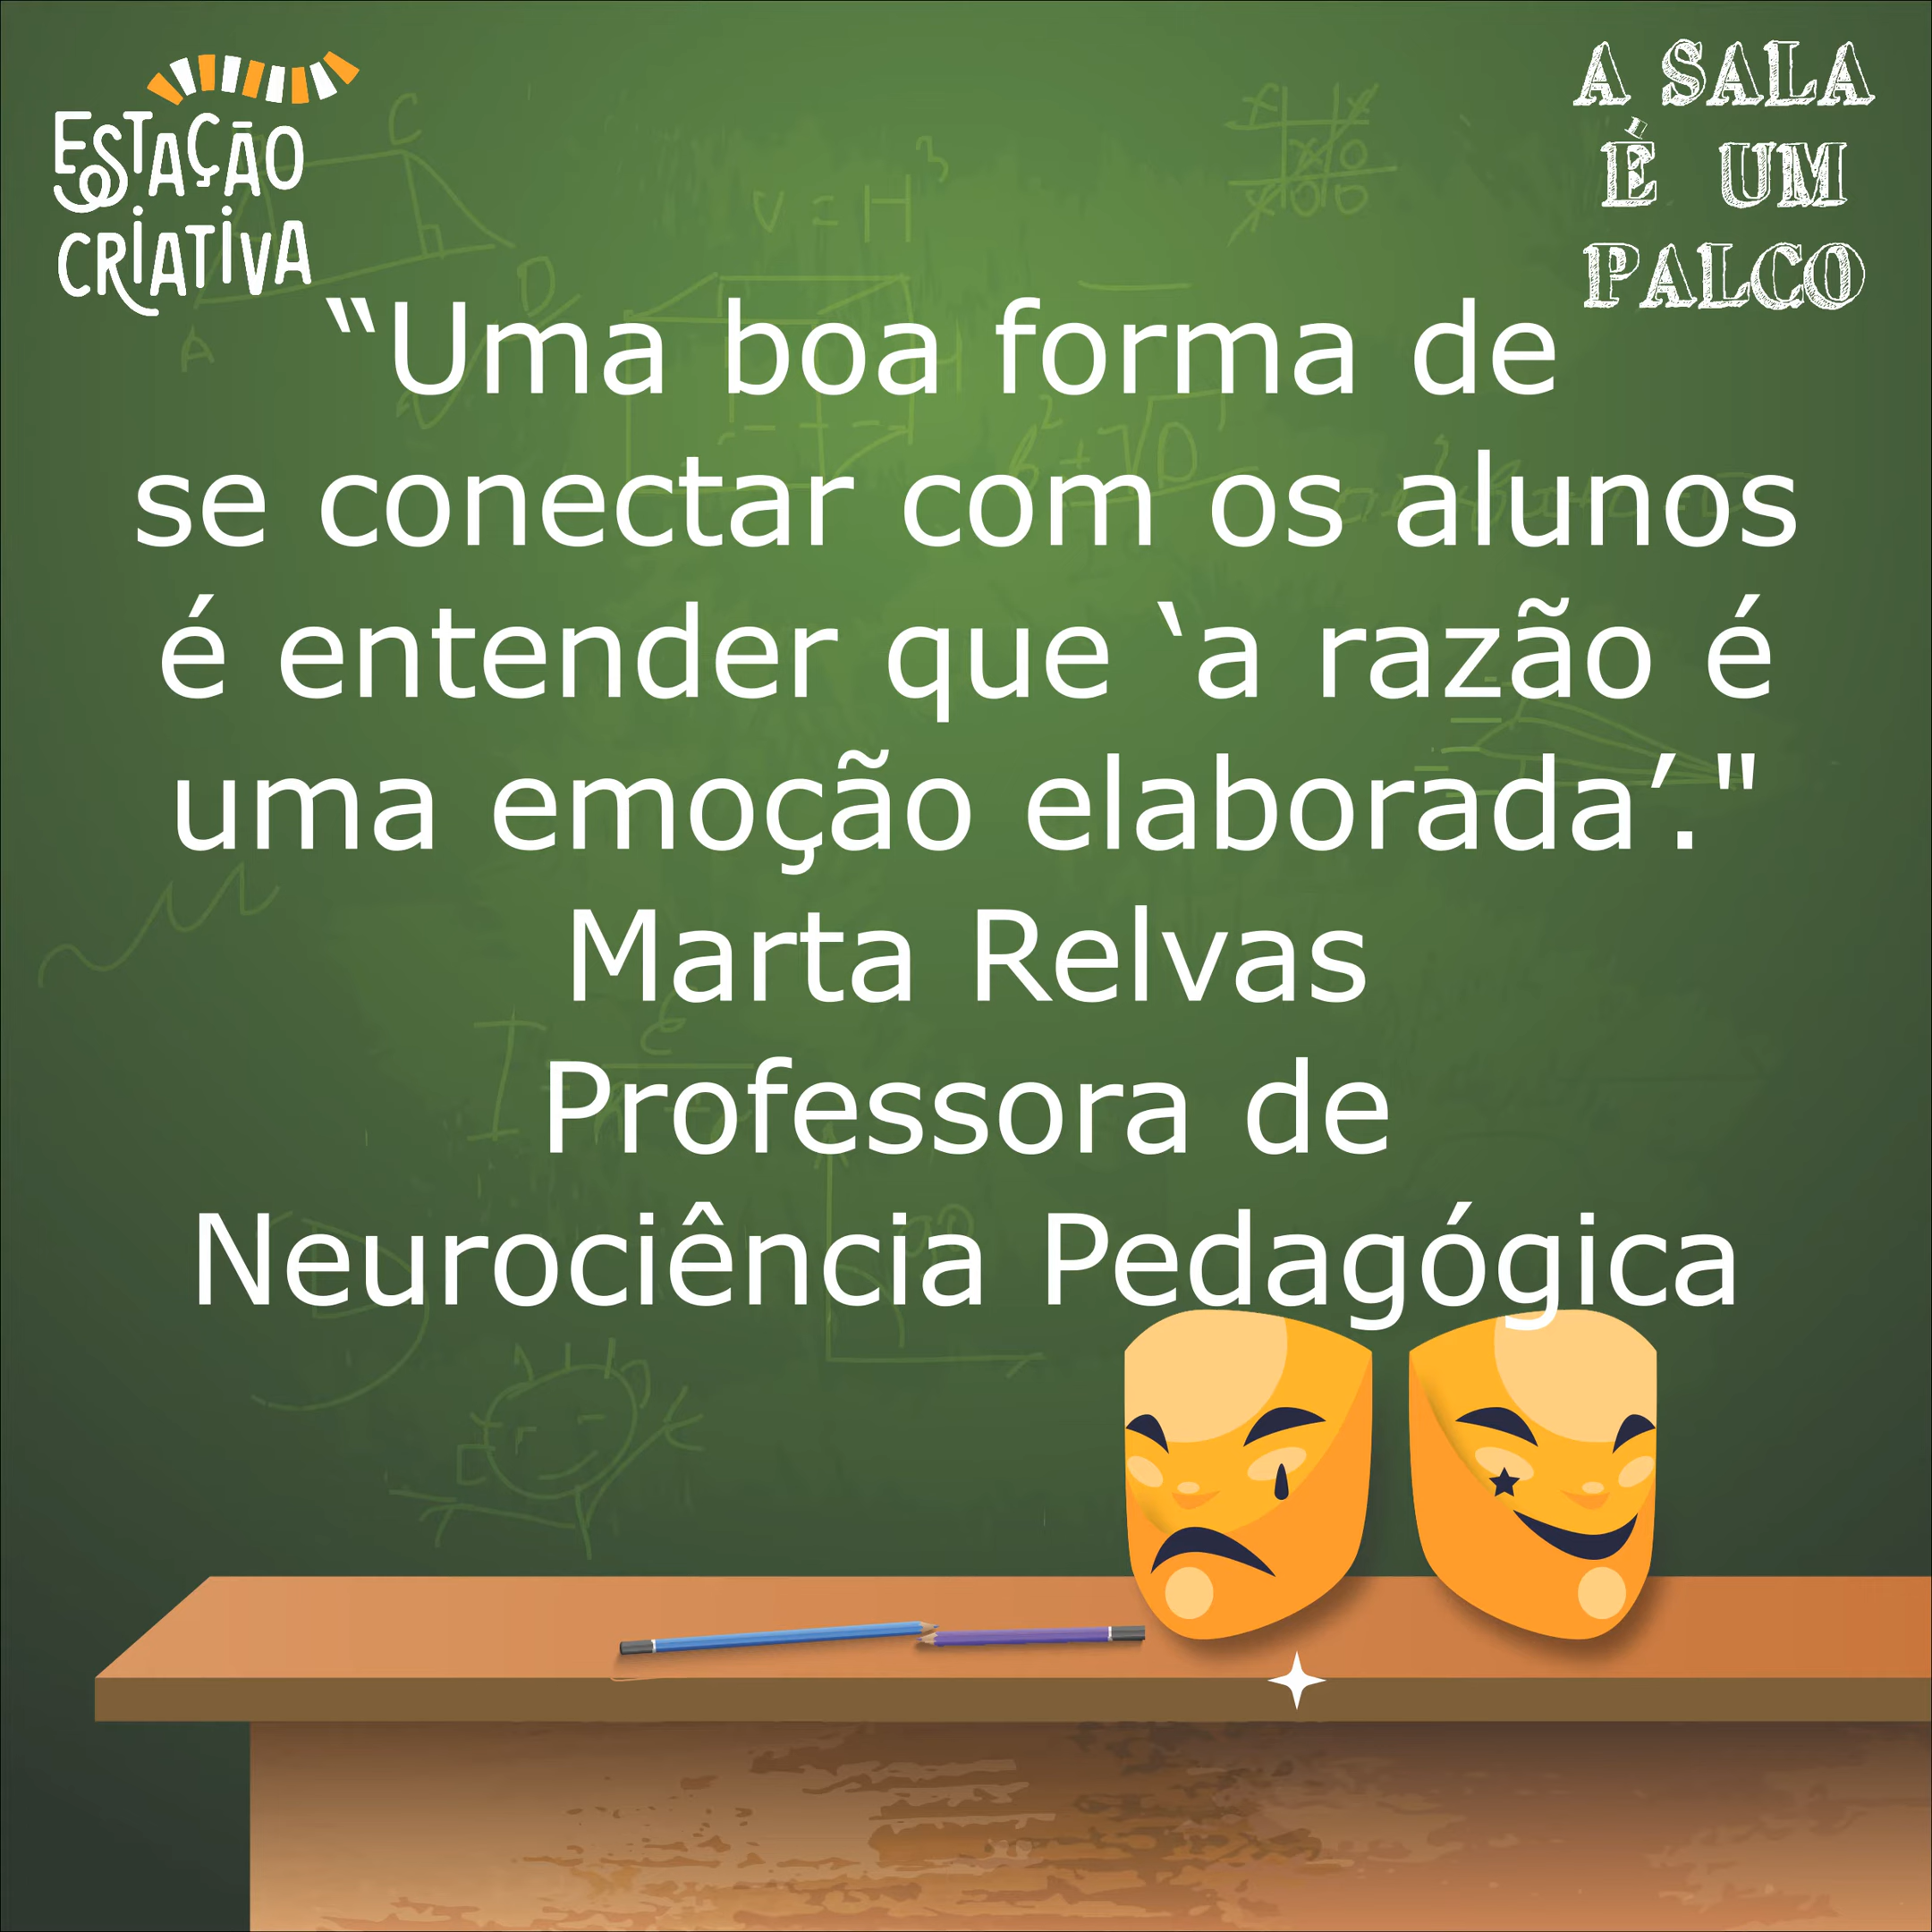 ESTAÇÃO
CRIATIVA
A SALA
È UM
PALCO
“Uma boa forma de
se conectar com os alunos
é entender que ‘a razão é
uma emoção elaborada’."
Marta Relvas
Professora de
Neurociência Pedagógica
C
A
D
v = H³